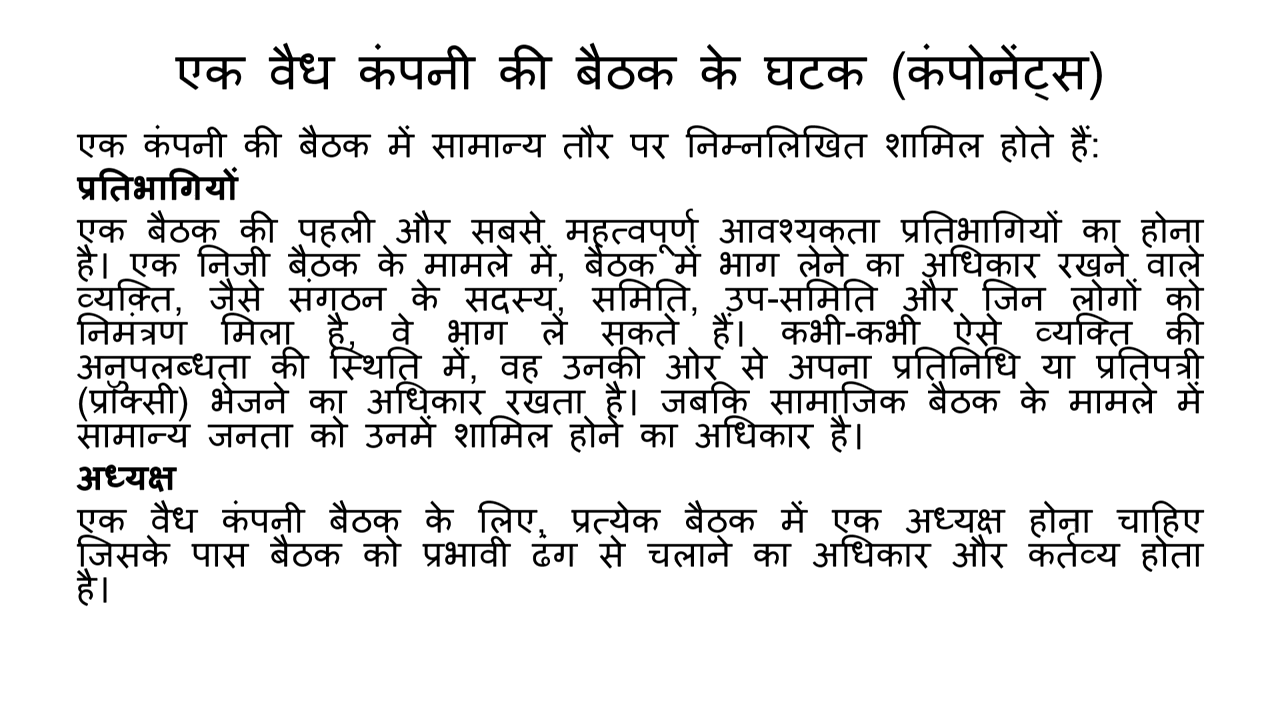 एक वैध कंपनी की बैठक के घटक (कंपोनेंट्स)
एक कंपनी की बैठक में सामान्य तौर पर निम्नलिखित शामिल होते हैं:
प्रतिभागियों
एक बैठक की पहली और सबसे महत्वपूर्ण आवश्यकता प्रतिभागियों का होना
है। एक निजी बैठक के मामले में, बैठक में भाग लेने का अधिकार रखने वाले
व्यक्ति, जैसे संगठन के सदस्य, समिति, उप-समिति और जिन लोगों को
निमंत्रण मिला है, वे भाग ले सकते हैं। कभी-कभी ऐसे व्यक्ति की
अनुपलब्धता की स्थिति में, वह उनकी ओर से अपना प्रतिनिधि या प्रतिपत्री
(प्रॉक्सी) भेजने का अधिकार रखता है। जबकि सामाजिक बैठक के मामले में
सामान्य जनता को उनमें शामिल होने का अधिकार है।
अध्यक्ष
एक वैध कंपनी बैठक के लिए, प्रत्येक बैठक में एक अध्यक्ष होना चाहिए
जिसके पास बैठक को प्रभावी ढंग से चलाने का अधिकार और कर्तव्य होता
है।